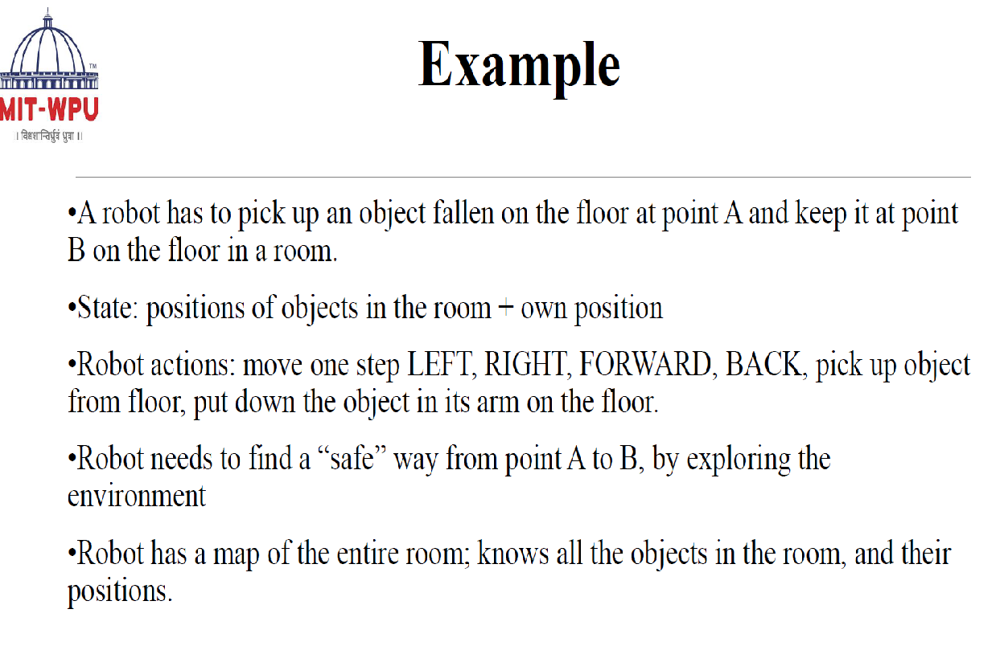 TM
MIT-WPU
Example
•A robot has to pick up an object fallen on the floor at point A and keep it at point
B on the floor in a room.
•State: positions of objects in the room + own position
•Robot actions: move one step LEFT, RIGHT, FORWARD, BACK, pick up object
from floor, put down the object in its arm on the floor.
•Robot needs to find a “safe” way from point A to B, by exploring the
environment
•Robot has a map of the entire room; knows all the objects in the room, and their
positions.